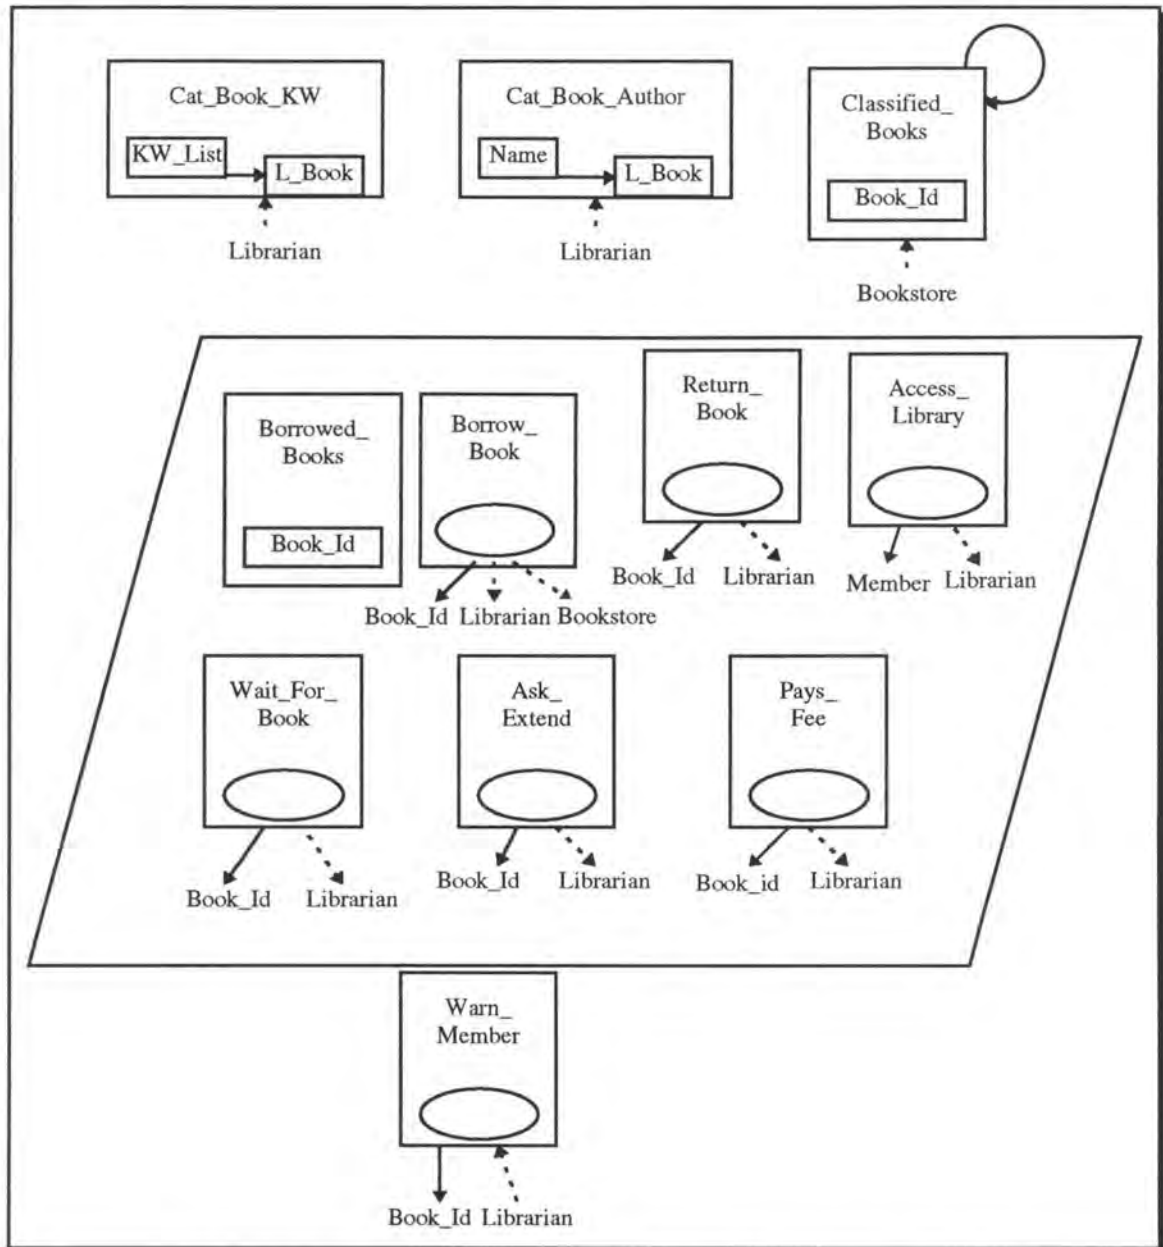 Cat_Book_KW
KW_List
L_Book
Librarian
Cat_Book_Author
Name
L_Book
Librarian
Classified_
Books
Book_Id
Bookstore
Borrowed_
Books
Book_Id
Borrow_
Book
Book_Id Librarian Bookstore
Return_
Book
Book_Id Librarian
Access_
Library
Member Librarian
Wait_For_
Book
Book_Id Librarian
Ask_
Extend
Book_Id Librarian
Pays_
Fee
Book_id Librarian
Warn_
Member
Book_Id Librarian